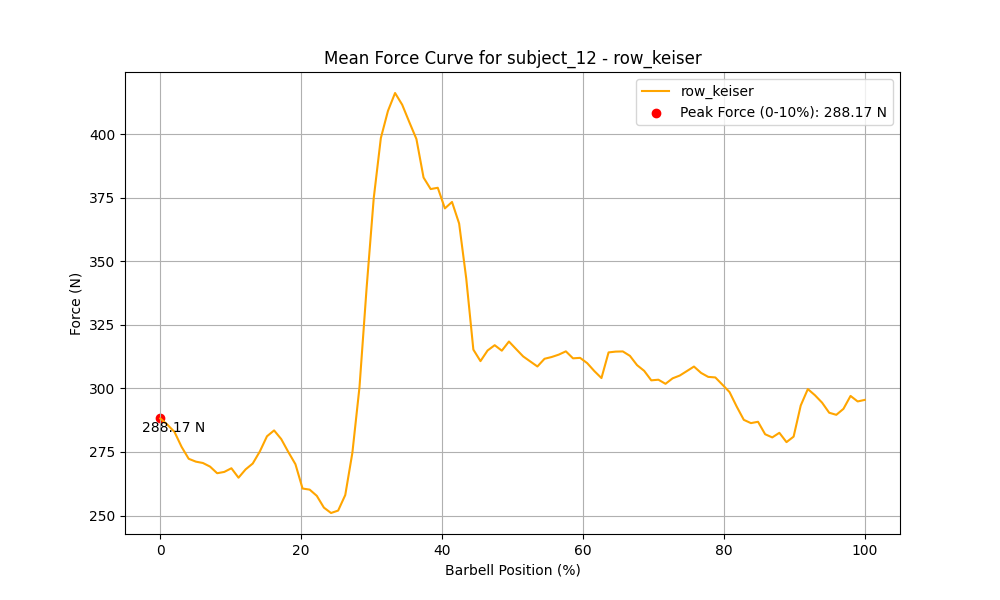 Mean Force Curve for subject_12 - row_keiser
row_keiser
Peak Force (0-10%): 288.17 N
400
375
350
325
300
275
250
Force (N)
288.17 N
0 20 40 60 80 100
Barbell Position (%)